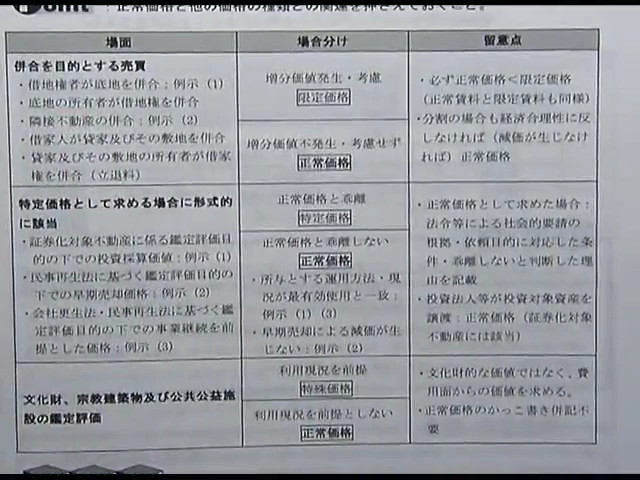 ：正常価格と他の価格の種類との関連を押さえておくこと。
場面
場合分け
留意点
併合を目的とする売買
・借地権者が底地を併合：例示（1）
・底地の所有者が借地権を併合
・隣接不動産の併合：例示（2）
・借家人が貸家及びその敷地を併合
・貸家及びその敷地の所有者が借家
権を併合（立退料）
増分価値発生・考慮
限定価格
増分価値不発生・考慮せず
正常価格
・必ず正常価格＜限定価格
（正常賃料と限定賃料も同様）
・分割の場合も経済合理性に反
しなければ（減価が生じなけ
れば）正常価格
特定価格として求める場合に形式的
に該当
・証券化対象不動産に係る鑑定評価目
的の下での投資採算価値：例示（1）
・民事再生法に基づく鑑定評価目的の
下での早期売却価格：例示（2）
・会社更生法・民事再生法に基づく鑑
定評価目的の下での事業継続を前
提とした価格：例示（3）
正常価格と乖離
特定価格
正常価格と乖離しない
正常価格
・所与とする運用方法・現
況が最有効使用と一致：
例示（1）（3）
・早期売却による減価が生
じない：例示（2）
・正常価格として求めた場合：
法令等による社会的要請の
根拠・依頼目的に対応した条
件・乖離しないと判断した理
由を記載
・投資法人等が投資対象資産を
譲渡：正常価格（証券化対象
不動産には該当）
文化財、宗教建築物及び公共公益施
設の鑑定評価
利用現況を前提
特殊価格
利用現況を前提としない
正常価格
・文化財的な価値ではなく、費
用面からの価値を求める。
・正常価格のかっこ書き併記不
要